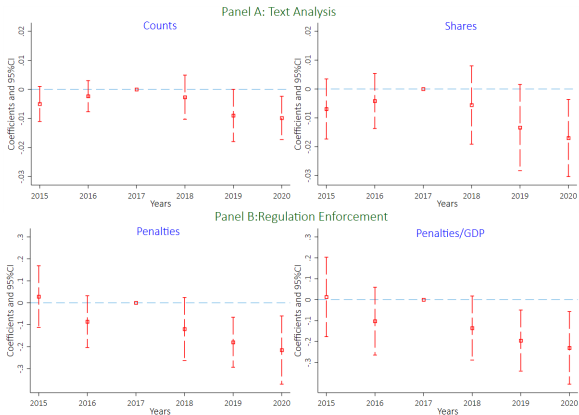 Panel A: Text Analysis
Counts
Shares
Coefficients and 95%CI
.02
.01
0
-.01
-.02
-.03
2015 2016 2017 2018 2019 2020
Years
Coefficients and 95%CI
.02
.01
0
-.01
-.02
-.03
2015 2016 2017 2018 2019 2020
Years
Panel B:Regulation Enforcement
Penalties
Penalties/GDP
Coefficients and 95%CI
.3
.2
.1
0
-.1
-.2
-.3
2015 2016 2017 2018 2019 2020
Years
Coefficients and 95%CI
.3
.2
.1
0
-.1
-.2
-.3
2015 2016 2017 2018 2019 2020
Years